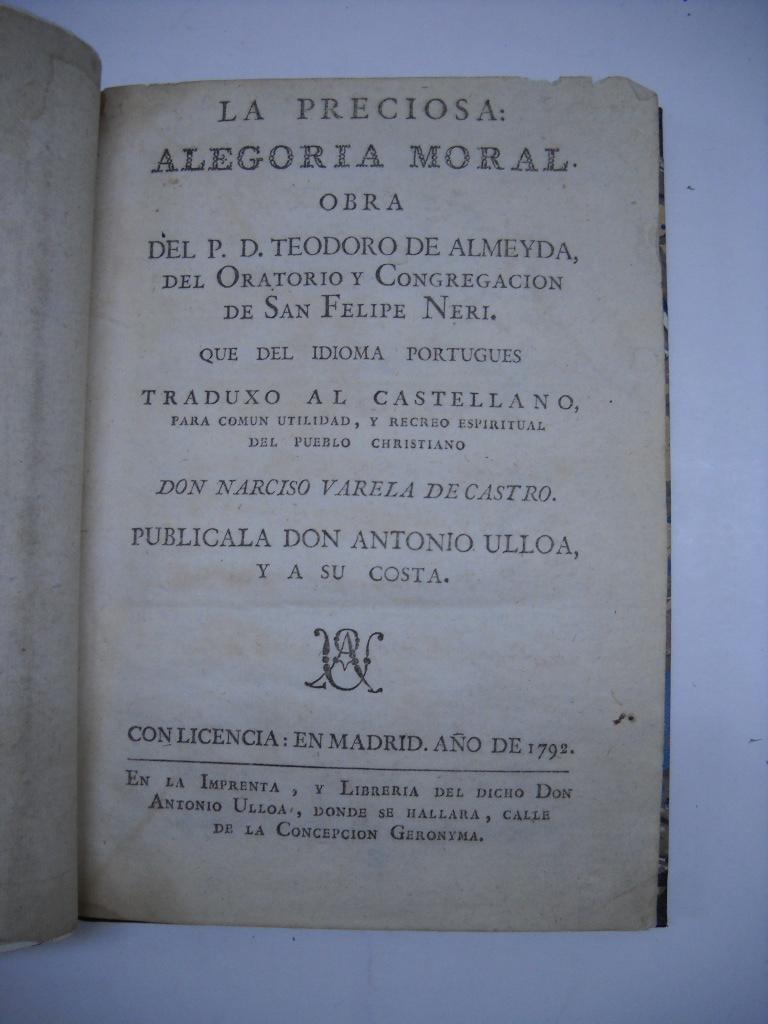 LA PRECIOSA:
ALEGORIA MORAL.
OBRA
DEL P. D. TEODORO DE ALMEYDA,
DEL ORATORIO Y CONGREGACION
DE SAN FELIPE NERI.
QUE DEL IDIOMA PORTUGUES
TRADUXO AL CASTELLANO,
PARA COMUN UTILIDAD, Y RECREO ESPIRITUAL
DEL PUEBLO CHRISTIANO
DON NARCISO VARELA DE CASTRO.
PUBLICALA DON ANTONIO ULLOA,
Y A SU COSTA.
AU
CON LICENCIA: EN MADRID. AÑO DE 1792.
EN LA IMPRENTA, Y LIBRERIA DEL DICHO DON
ANTONIO ULLOA, DONDE SE HALLARA, CALLE
DE LA CONCEPCION GERONYMA.